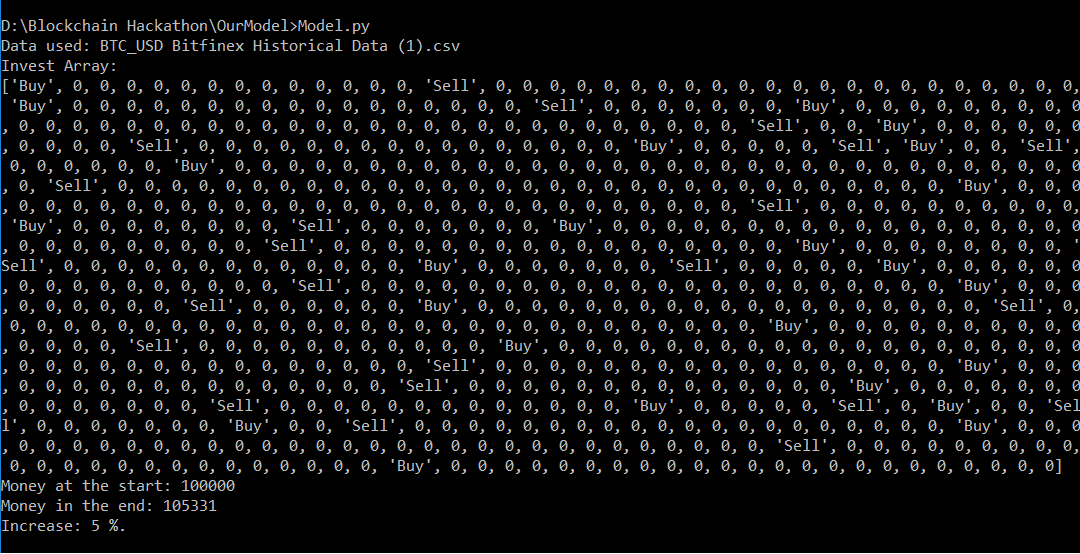 D:\Blockchain Hackathon\OurModel>Model.py
Data used: BTC_USD Bitfinex Historical Data (1).csv
Invest Array:
['Buy', 0, 0, 0, 0, 0, 0, 0, 0, 0, 0, 0, 0, 0, 'Sell', 0, 0, 0, 0, 0, 0, 0, 0, 0, 0, 0, 0, 0, 0, 0, 0, 0, 0, 0, 0, 0, 0,
'Buy', 0, 0, 0, 0, 0, 0, 0, 0, 0, 0, 0, 0, 0, 0, 0, 0, 0, 'Sell', 0, 0, 0, 0, 0, 0, 0, 'Buy', 0, 0, 0, 0, 0, 0, 0, 0, 0
, 0, 0, 0, 0, 0, 0, 0, 0, 0, 0, 0, 0, 0, 0, 0, 0, 0, 0, 0, 0, 0, 0, 0, 0, 0, 0, 0, 'Sell', 0, 0, 'Buy', 0, 0, 0, 0, 0, 0
, 0, 0, 0, 0, 'Sell', 0, 0, 0, 0, 0, 0, 0, 0, 0, 0, 0, 0, 0, 0, 0, 0, 'Buy', 0, 0, 0, 0, 0, 'Sell', 'Buy', 0, 0, 'Sell',
0, 0, 0, 0, 0, 0, 'Buy', 0, 0, 0, 0, 0, 0, 0, 0, 0, 0, 0, 0, 0, 0, 0, 0, 0, 0, 0, 0, 0, 0, 0, 0, 0, 0, 0, 0, 0, 0, 0, 0
, 0, 'Sell', 0, 0, 0, 0, 0, 0, 0, 0, 0, 0, 0, 0, 0, 0, 0, 0, 0, 0, 0, 0, 0, 0, 0, 0, 0, 0, 0, 0, 0, 0, 0, 'Buy', 0, 0, 0
, 0, 0, 0, 0, 0, 0, 0, 0, 0, 0, 0, 0, 0, 0, 0, 0, 0, 0, 0, 0, 0, 0, 0, 0, 0, 0, 0, 'Sell', 0, 0, 0, 0, 0, 0, 0, 0, 0, 0,
'Buy', 0, 0, 0, 0, 0, 0, 0, 0, 'Sell', 0, 0, 0, 0, 0, 0, 0, 'Buy', 0, 0, 0, 0, 0, 0, 0, 0, 0, 0, 0, 0, 0, 0, 0, 0, 0, 0
, 0, 0, 0, 0, 0, 0, 0, 0, 0, 'Sell', 0, 0, 0, 0, 0, 0, 0, 0, 0, 0, 0, 0, 0, 0, 0, 0, 0, 'Buy', 0, 0, 0, 0, 0, 0, 0, 0, '
Sell', 0, 0, 0, 0, 0, 0, 0, 0, 0, 0, 0, 0, 0, 'Buy', 0, 0, 0, 0, 0, 0, 0, 'Sell', 0, 0, 0, 0, 0, 'Buy', 0, 0, 0, 0, 0, 0
, 0, 0, 0, 0, 0, 0, 0, 0, 0, 0, 'Sell', 0, 0, 0, 0, 0, 0, 0, 0, 0, 0, 0, 0, 0, 0, 0, 0, 0, 0, 0, 0, 0, 0, 'Buy', 0, 0, 0
, 0, 0, 0, 0, 0, 0, 'Sell', 0, 0, 0, 0, 0, 0, 'Buy', 0, 0, 0, 0, 0, 0, 0, 0, 0, 0, 0, 0, 0, 0, 0, 0, 0, 0, 0, 'Sell', 0,
0, 0, 0, 0, 0, 0, 0, 0, 0, 0, 0, 0, 0, 0, 0, 0, 0, 0, 0, 0, 0, 0, 0, 0, 0, 0, 0, 0, 'Buy', 0, 0, 0, 0, 0, 0, 0, 0, 0, 0
, 0, 0, 0, 0, 'Sell', 0, 0, 0, 0, 0, 0, 0, 0, 0, 0, 0, 'Buy', 0, 0, 0, 0, 0, 0, 0, 0, 0, 0, 0, 0, 0, 0, 0, 0, 0, 0, 0, 0
, 0, 0, 0, 0, 0, 0, 0, 0, 0, 0, 0, 0, 0, 0, 0, 'Sell', 0, 0, 0, 0, 0, 0, 0, 0, 0, 0, 0, 0, 0, 0, 0, 0, 0, 'Buy', 0, 0, 0
, 0, 0, 0, 0, 0, 0, 0, 0, 0, 0, 0, 0, 0, 0, 'Sell', 0, 0, 0, 0, 0, 0, 0, 0, 0, 0, 0, 0, 0, 0, 'Buy', 0, 0, 0, 0, 0, 0, 0
, 0, 0, 0, 0, 0, 0, 0, 'Sell', 0, 0, 0, 0, 0, 0, 0, 0, 0, 0, 0, 0, 0, 'Buy', 0, 0, 0, 0, 0, 'Sell', 0, 'Buy', 0, 0, 'Sel
l', 0, 0, 0, 0, 0, 0, 0, 'Buy', 0, 0, 'Sell', 0, 0, 0, 0, 0, 0, 0, 0, 0, 0, 0, 0, 0, 0, 0, 0, 0, 0, 0, 0, 'Buy', 0, 0, 0
, 0, 0, 0, 0, 0, 0, 0, 0, 0, 0, 0, 0, 0, 0, 0, 0, 0, 0, 0, 0, 0, 0, 0, 0, 0, 0, 0, 0, 'Sell', 0, 0, 0, 0, 0, 0, 0, 0, 0,
0, 0, 0, 0, 0, 0, 0, 0, 0, 0, 0, 0, 0, 0, 'Buy', 0, 0, 0, 0, 0, 0, 0, 0, 0, 0, 0, 0, 0, 0, 0, 0, 0, 0, 0, 0, 0, 0, 0]
Money at the start: 100000
Money in the end: 105331
Increase: 5 %.